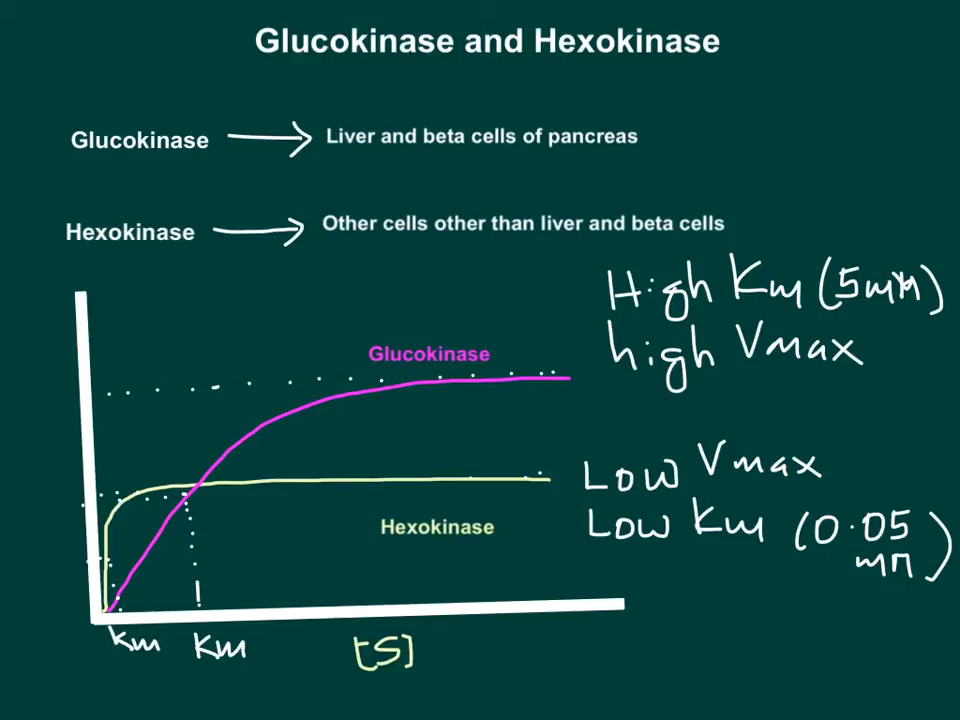 Glucokinase and Hexokinase
Glucokinase
Liver and beta cells of pancreas
Hexokinase
Other cells other than liver and beta cells
High Km (5mM)
high Vmax
Glucokinase
Low Vmax
Low Km (0.05
mM)
Hexokinase
Km
Km
[S]